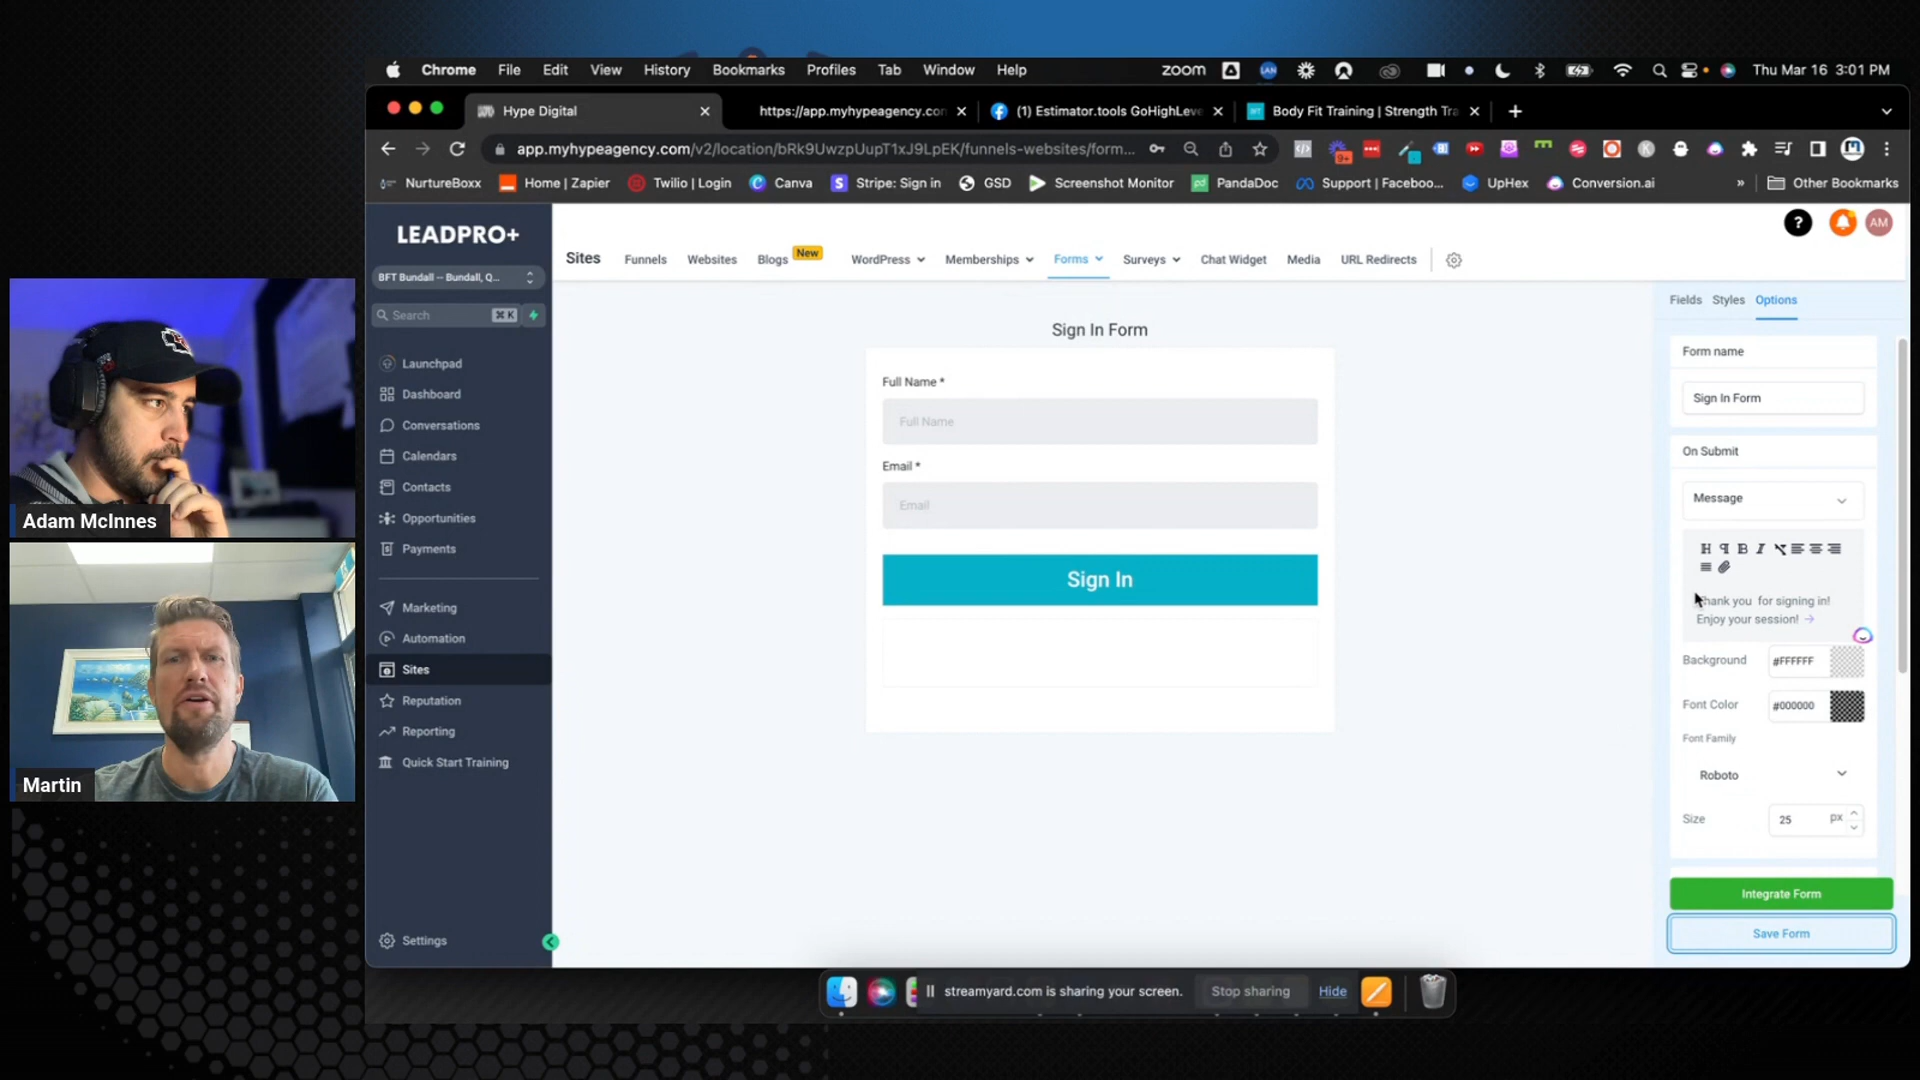 Chrome File Edit View History Bookmarks Profiles Tab Window Help zoom LAN Thu Mar 16 3:01 PM
Hype Digital https://app.myhypeagency.con (1) Estimator.tools GoHighLeve Body Fit Training | Strength Tra
app.myhypeagency.com/v2/location/bRk9UwzpUupT1xJ9LpEK/funnels-websites/form... 9+
NurtureBoxx Home | Zapier Twilio | Login Canva Stripe: Sign in GSD Screenshot Monitor PandaDoc Support | Faceboo... UpHex Conversion.ai » Other Bookmarks
LEADPRO+
BFT Bundall -- Bundall, Q...
Search ⌘ K
Launchpad
Dashboard
Conversations
Calendars
Contacts
Opportunities
Payments
Marketing
Automation
Sites
Reputation
Reporting
Quick Start Training
Settings
? AM
Sites Funnels Websites Blogs New WordPress Memberships Forms Surveys Chat Widget Media URL Redirects
Sign In Form
Full Name *
Full Name
Email *
Email
Sign In
Fields Styles Options
Form name
Sign In Form
On Submit
Message
H ¶ B I
hank you for signing in!
Enjoy your session! →
Background #FFFFFF
Font Color #000000
Font Family
Roboto
Size 25 px
Integrate Form
Save Form
Adam McInnes
Martin
streamyard.com is sharing your screen. Stop sharing Hide